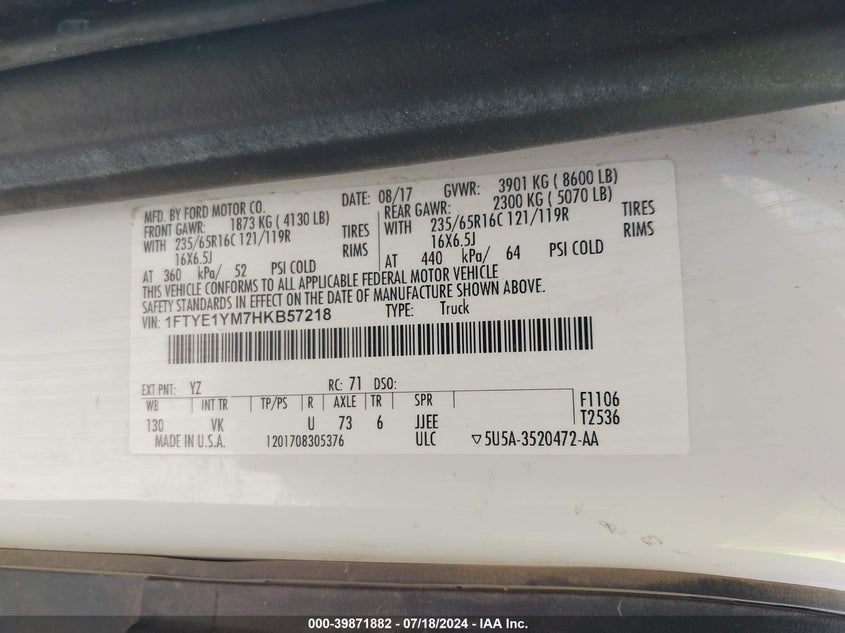 MFD. BY FORD MOTOR CO. DATE: 08/17 GVWR: 3901 KG ( 8600 LB)
FRONT GAWR: 1873 KG ( 4130 LB) REAR GAWR: 2300 KG ( 5070 LB)
WITH 235/65R16C 121/119R TIRES WITH 235/65R16C 121/119R TIRES
16X6.5J RIMS 16X6.5J RIMS
AT 360 kPa/ 52 PSI COLD AT 440 kPa/ 64 PSI COLD
THIS VEHICLE CONFORMS TO ALL APPLICABLE FEDERAL MOTOR VEHICLE
SAFETY STANDARDS IN EFFECT ON THE DATE OF MANUFACTURE SHOWN ABOVE.
VIN: 1FTYE1YM7HKB57218 TYPE: Truck
EXT PNT: YZ RC: 71 DSO:
WB INT TR TP/PS R AXLE TR SPR F1106
130 VK U 73 6 JJEE T2536
MADE IN U.S.A. 1201708305376 ULC ▽5U5A-3520472-AA
000-39871882 - 07/18/2024 - IAA Inc.